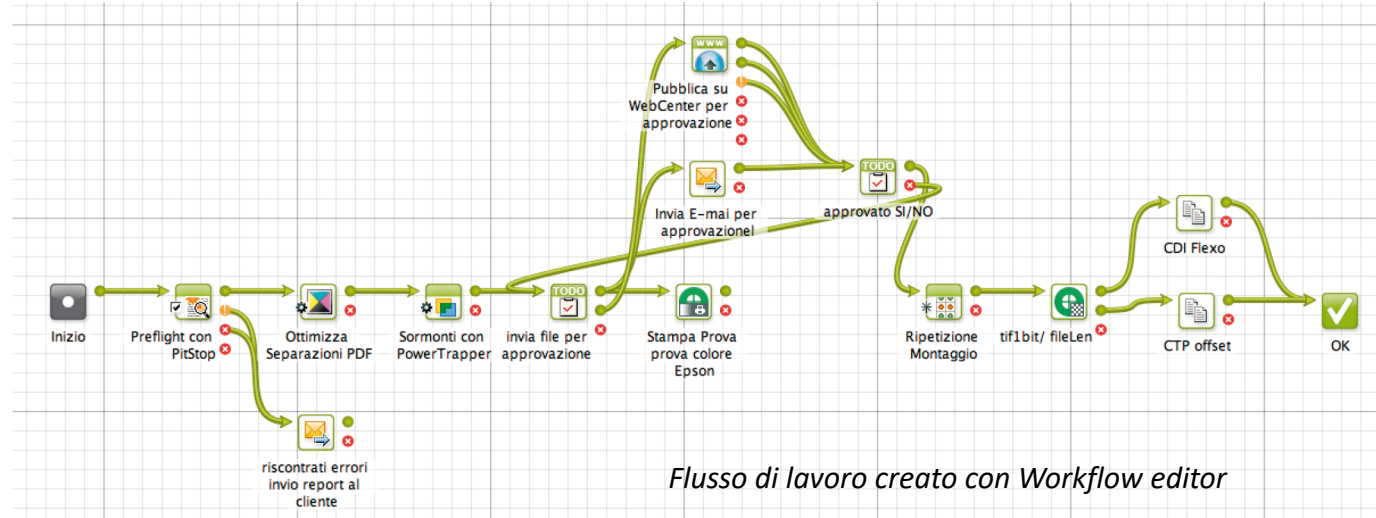 WWW
Pubblica su
WebCenter per
approvazione
TODO
Invia E-mai per
approvazionel
approvato SI/NO
CDI Flexo
TODO
Inizio
Preflight con
PitStop
Ottimizza
Separazioni PDF
Sormonti con
PowerTrapper
invia file per
approvazione
Stampa Prova
prova colore
Epson
Ripetizione
Montaggio
tif1bit/ fileLen
CTP offset
OK
riscontrati errori
invio report al
cliente
Flusso di lavoro creato con Workflow editor